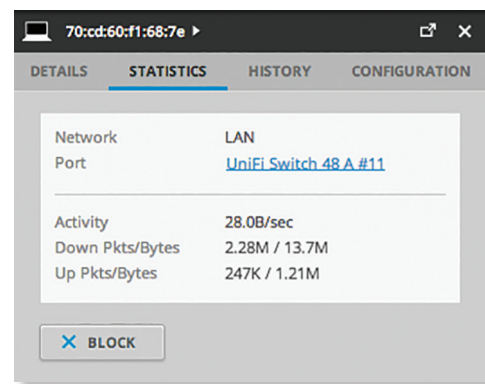 70:cd:60:f1:68:7e
DETAILS STATISTICS HISTORY CONFIGURATION
Network LAN
Port UniFi Switch 48 A #11
Activity 28.0B/sec
Down Pkts/Bytes 2.28M / 13.7M
Up Pkts/Bytes 247K / 1.21M
BLOCK